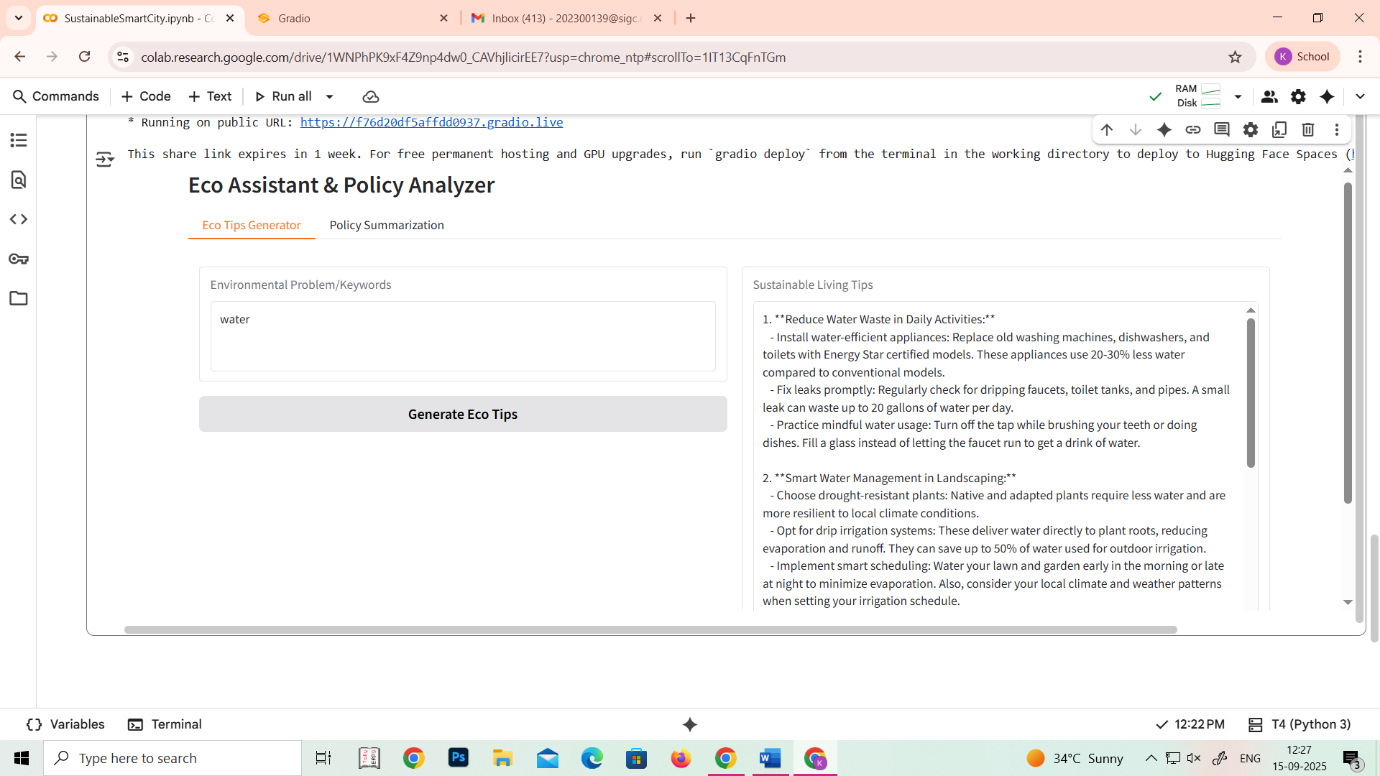 SustainableSmartCity.ipynb - Co
Gradio
Inbox (413) - 202300139@sigc.
colab.research.google.com/drive/1WNPhPK9xF4Z9np4dw0_CAVhjlicirEE7?usp=chrome_ntp#scrollTo=1IT13CqFnTGm
K School
Commands + Code + Text Run all
RAM
Disk
* Running on public URL: https://f76d20df5affdd0937.gradio.live
This share link expires in 1 week. For free permanent hosting and GPU upgrades, run `gradio deploy` from the terminal in the working directory to deploy to Hugging Face Spaces (
Eco Assistant & Policy Analyzer
Eco Tips Generator Policy Summarization
Environmental Problem/Keywords
water
Generate Eco Tips
Sustainable Living Tips
1. **Reduce Water Waste in Daily Activities:**
- Install water-efficient appliances: Replace old washing machines, dishwashers, and
toilets with Energy Star certified models. These appliances use 20-30% less water
compared to conventional models.
- Fix leaks promptly: Regularly check for dripping faucets, toilet tanks, and pipes. A small
leak can waste up to 20 gallons of water per day.
- Practice mindful water usage: Turn off the tap while brushing your teeth or doing
dishes. Fill a glass instead of letting the faucet run to get a drink of water.
2. **Smart Water Management in Landscaping:**
- Choose drought-resistant plants: Native and adapted plants require less water and are
more resilient to local climate conditions.
- Opt for drip irrigation systems: These deliver water directly to plant roots, reducing
evaporation and runoff. They can save up to 50% of water used for outdoor irrigation.
- Implement smart scheduling: Water your lawn and garden early in the morning or late
at night to minimize evaporation. Also, consider your local climate and weather patterns
when setting your irrigation schedule.
Variables Terminal
12:22 PM T4 (Python 3)
Type here to search
34°C Sunny
ENG
12:27
15-09-2025
3